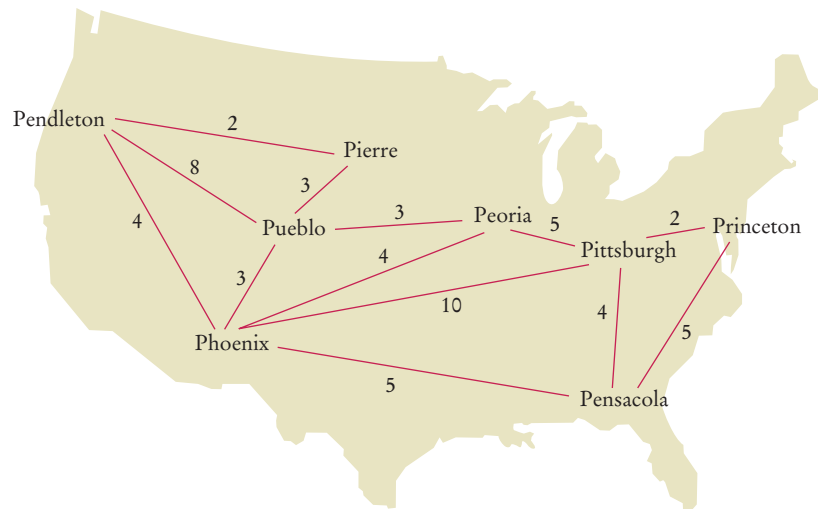 Pendleton
2
Pierre
8
3
4
3
Peoria
Pueblo
5
2
Princeton
Pittsburgh
4
3
10
4
5
Phoenix
5
Pensacola